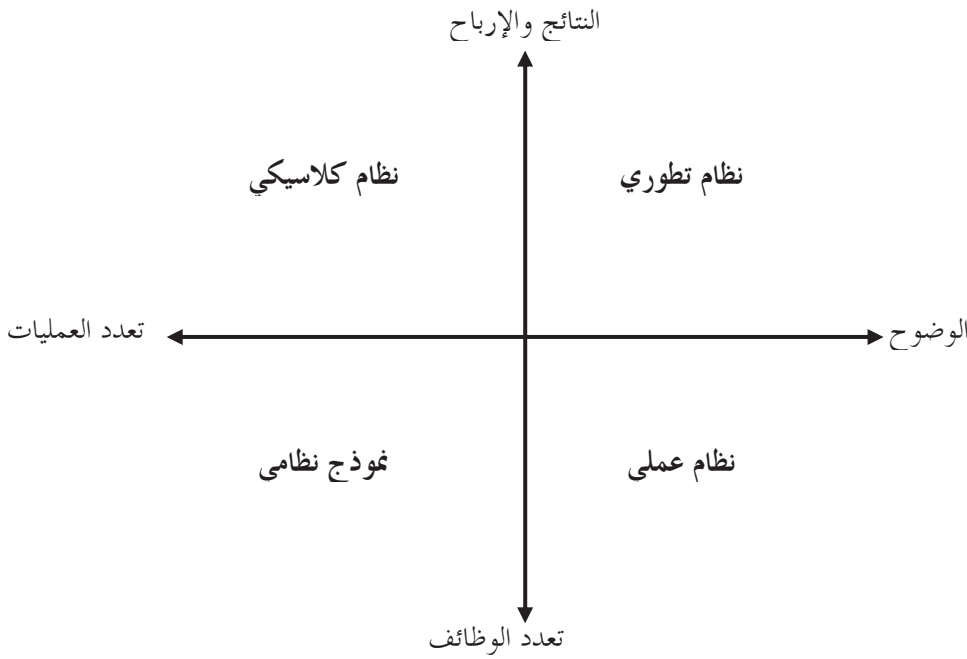 النتائج والإرباح
نظام تطوري
نظام كلاسيكي
الوضوح
تعدد العمليات
نظام عملي
نموذج نظامي
تعدد الوظائف